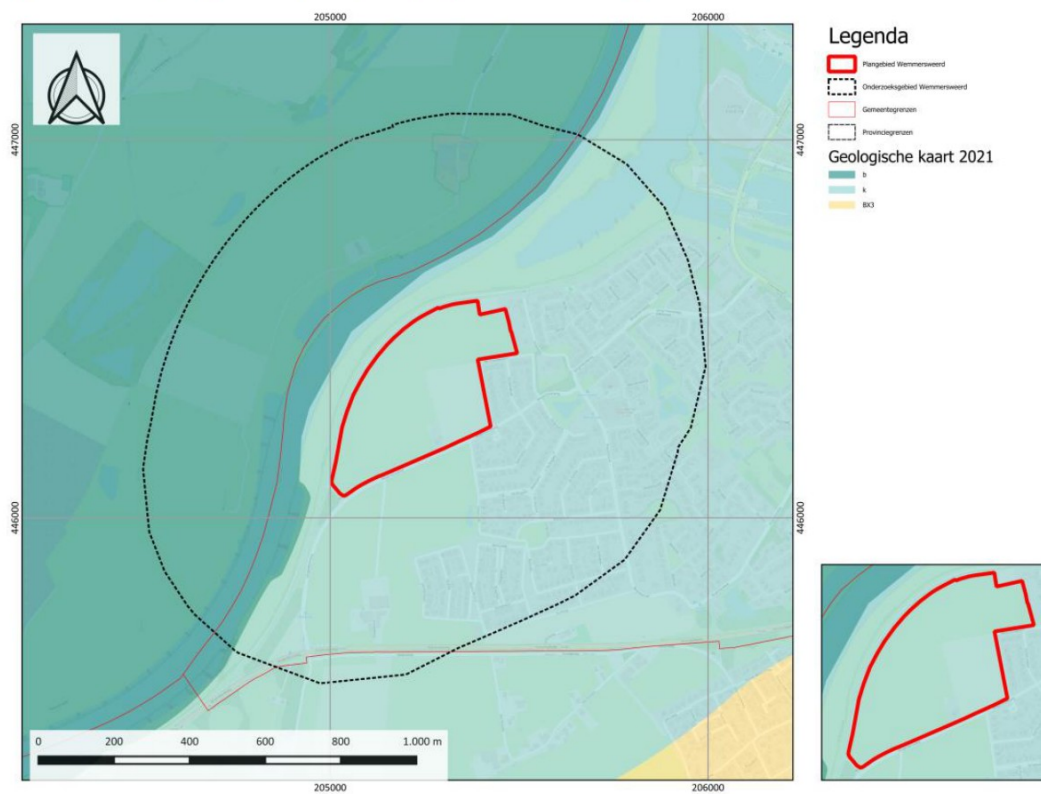 205000
206000
447000
447000
446000
446000
0 200 400 600 800 1.000 m
205000
206000
Legenda
Plangebied Wemmersweerd
Onderzoeksgebied Wemmersweerd
Gemeentegrenzen
Provinciegrenzen
Geologische kaart 2021
b
k
BX3